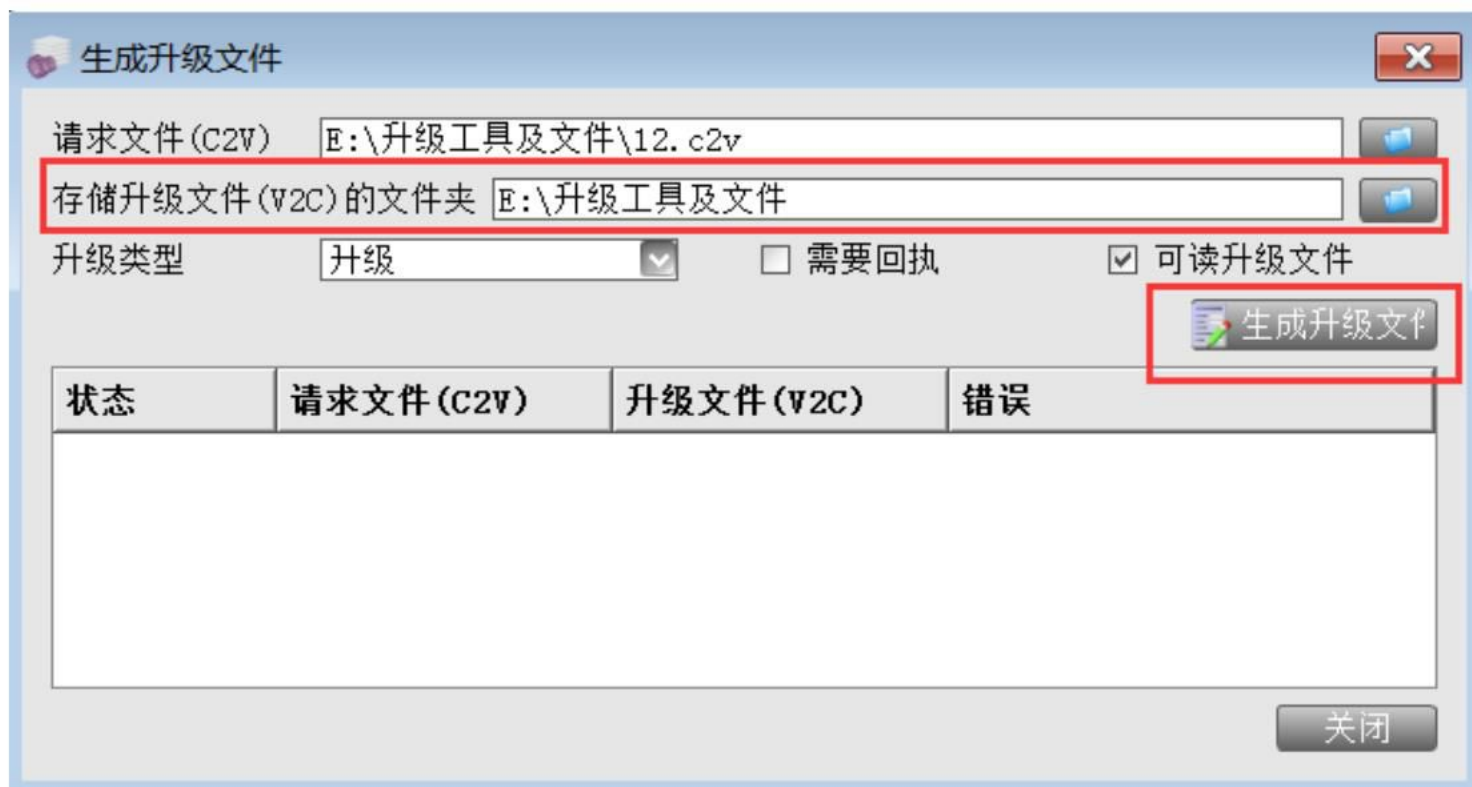 生成升级文件
请求文件(C2V) E:\升级工具及文件\12.c2v
存储升级文件(V2C)的文件夹 E:\升级工具及文件
升级类型 升级 需要回执 可读升级文件
生成升级文件
状态 请求文件(C2V) 升级文件(V2C) 错误
关闭